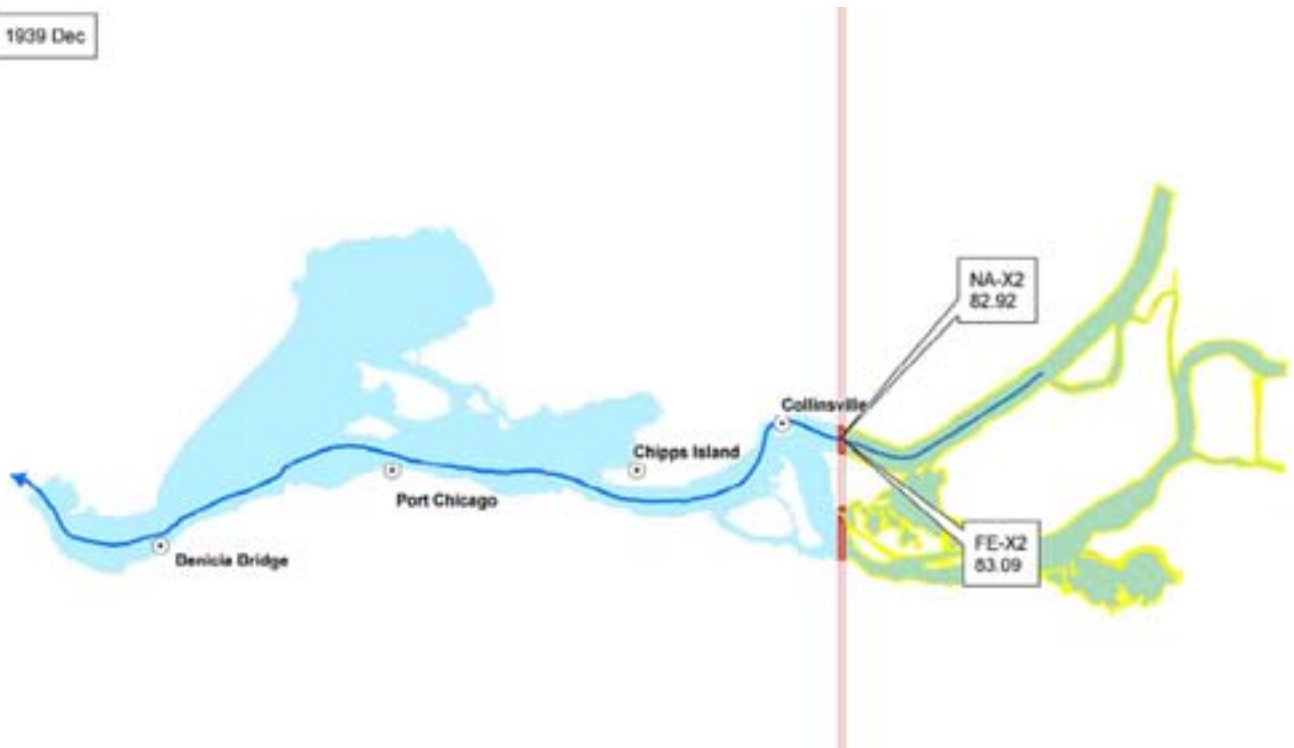 1939 Dec
NA-X2
82.92
Collinsville
Chipps Island
Port Chicago
FE-X2
83.09
Benicia Bridge